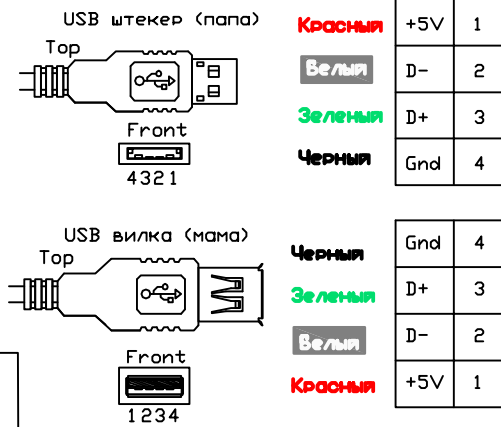 USB штекер (папа)
Top
Front
4321
Красный +5V 1
Белый D- 2
Зеленый D+ 3
Черный Gnd 4
USB вилка (мама)
Top
Front
1234
Черный Gnd 4
Зеленый D+ 3
Белый D- 2
Красный +5V 1